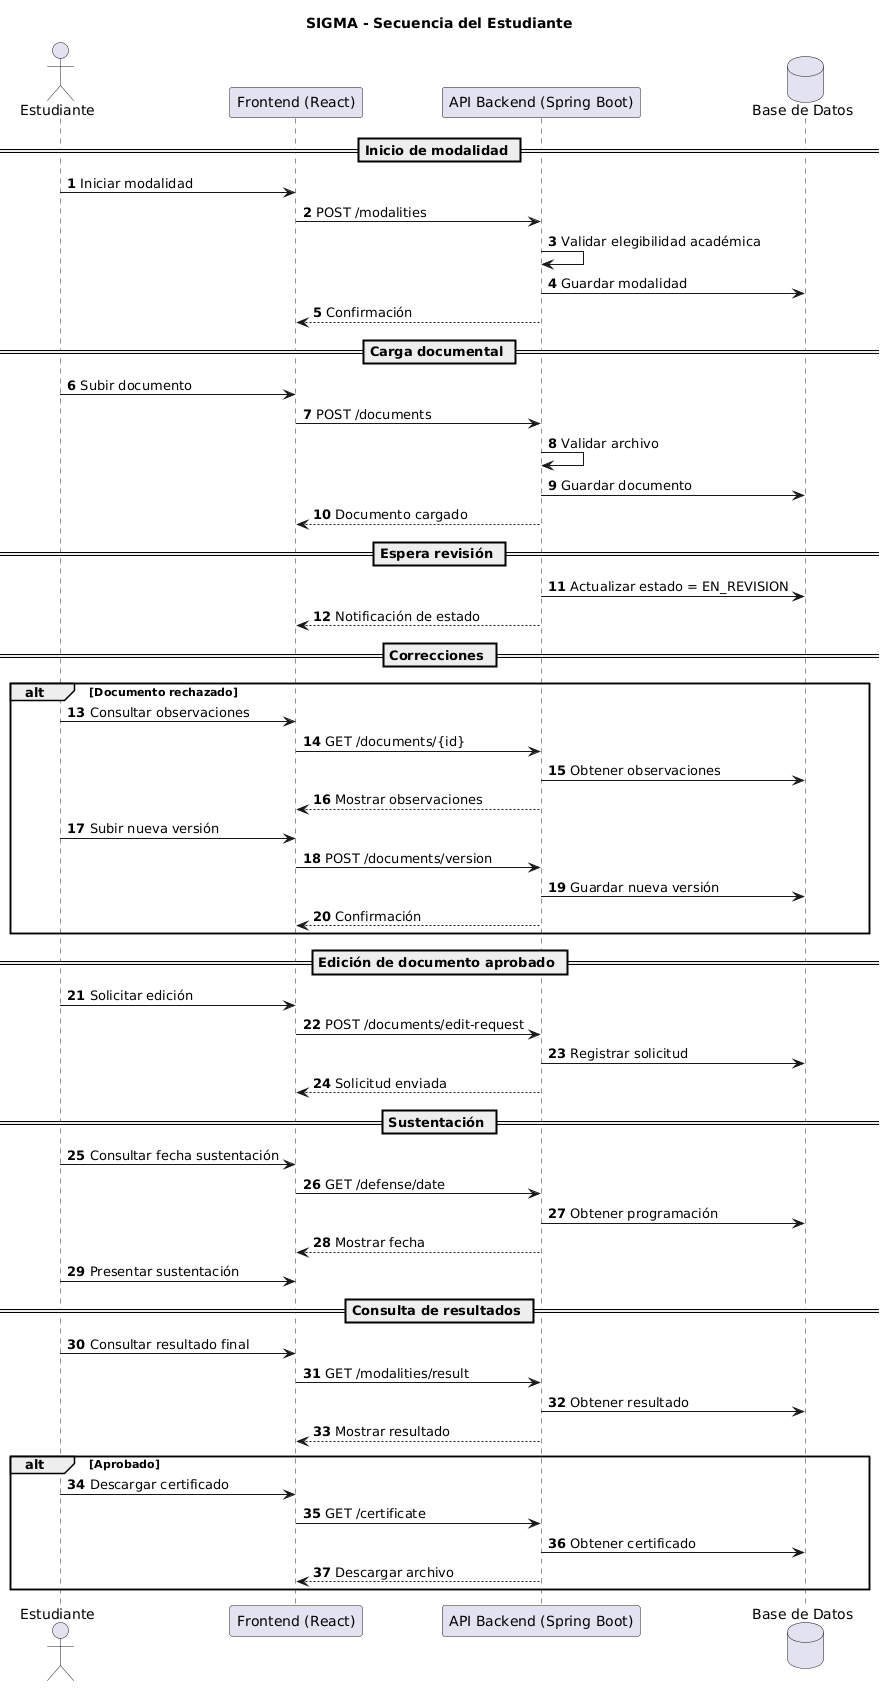 SIGMA - Secuencia del Estudiante
Estudiante
Frontend (React)
API Backend (Spring Boot)
Base de Datos
Inicio de modalidad
1 Iniciar modalidad
2 POST /modalities
3 Validar elegibilidad académica
4 Guardar modalidad
5 Confirmación
Carga documental
6 Subir documento
7 POST /documents
8 Validar archivo
9 Guardar documento
10 Documento cargado
Espera revisión
11 Actualizar estado = EN_REVISION
12 Notificación de estado
Correcciones
alt [Documento rechazado]
13 Consultar observaciones
14 GET /documents/{id}
15 Obtener observaciones
16 Mostrar observaciones
17 Subir nueva versión
18 POST /documents/version
19 Guardar nueva versión
20 Confirmación
Edición de documento aprobado
21 Solicitar edición
22 POST /documents/edit-request
23 Registrar solicitud
24 Solicitud enviada
Sustentación
25 Consultar fecha sustentación
26 GET /defense/date
27 Obtener programación
28 Mostrar fecha
29 Presentar sustentación
Consulta de resultados
30 Consultar resultado final
31 GET /modalities/result
32 Obtener resultado
33 Mostrar resultado
alt [Aprobado]
34 Descargar certificado
35 GET /certificate
36 Obtener certificado
37 Descargar archivo
Estudiante
Frontend (React)
API Backend (Spring Boot)
Base de Datos